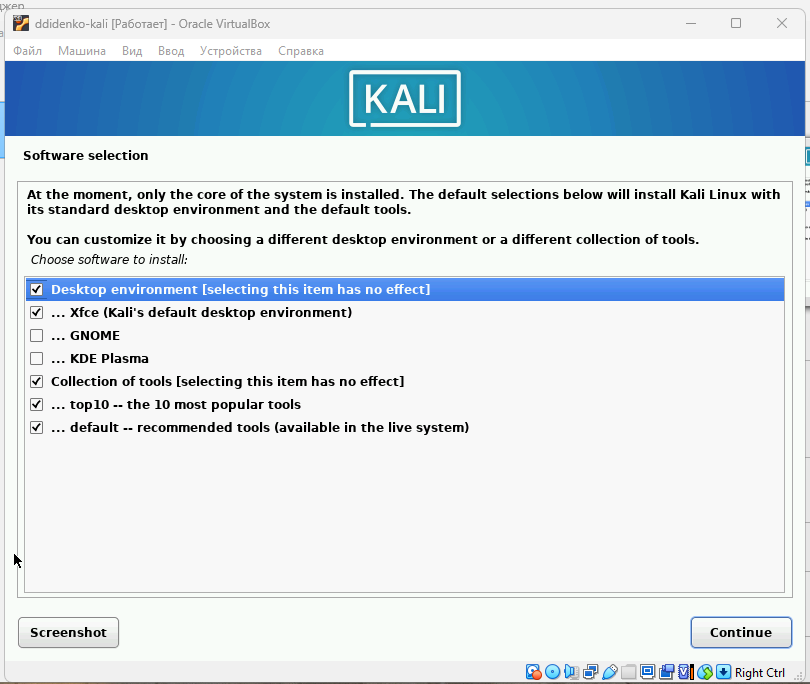 джер
ddidenko-kali [Работает] - Oracle VirtualBox
Файл Машина Вид Ввод Устройства Справка
KALI
Software selection
At the moment, only the core of the system is installed. The default selections below will install Kali Linux with
its standard desktop environment and the default tools.
You can customize it by choosing a different desktop environment or a different collection of tools.
Choose software to install:
Desktop environment [selecting this item has no effect]
... Xfce (Kali's default desktop environment)
... GNOME
... KDE Plasma
Collection of tools [selecting this item has no effect]
... top10 -- the 10 most popular tools
... default -- recommended tools (available in the live system)
Screenshot Continue
Right Ctrl